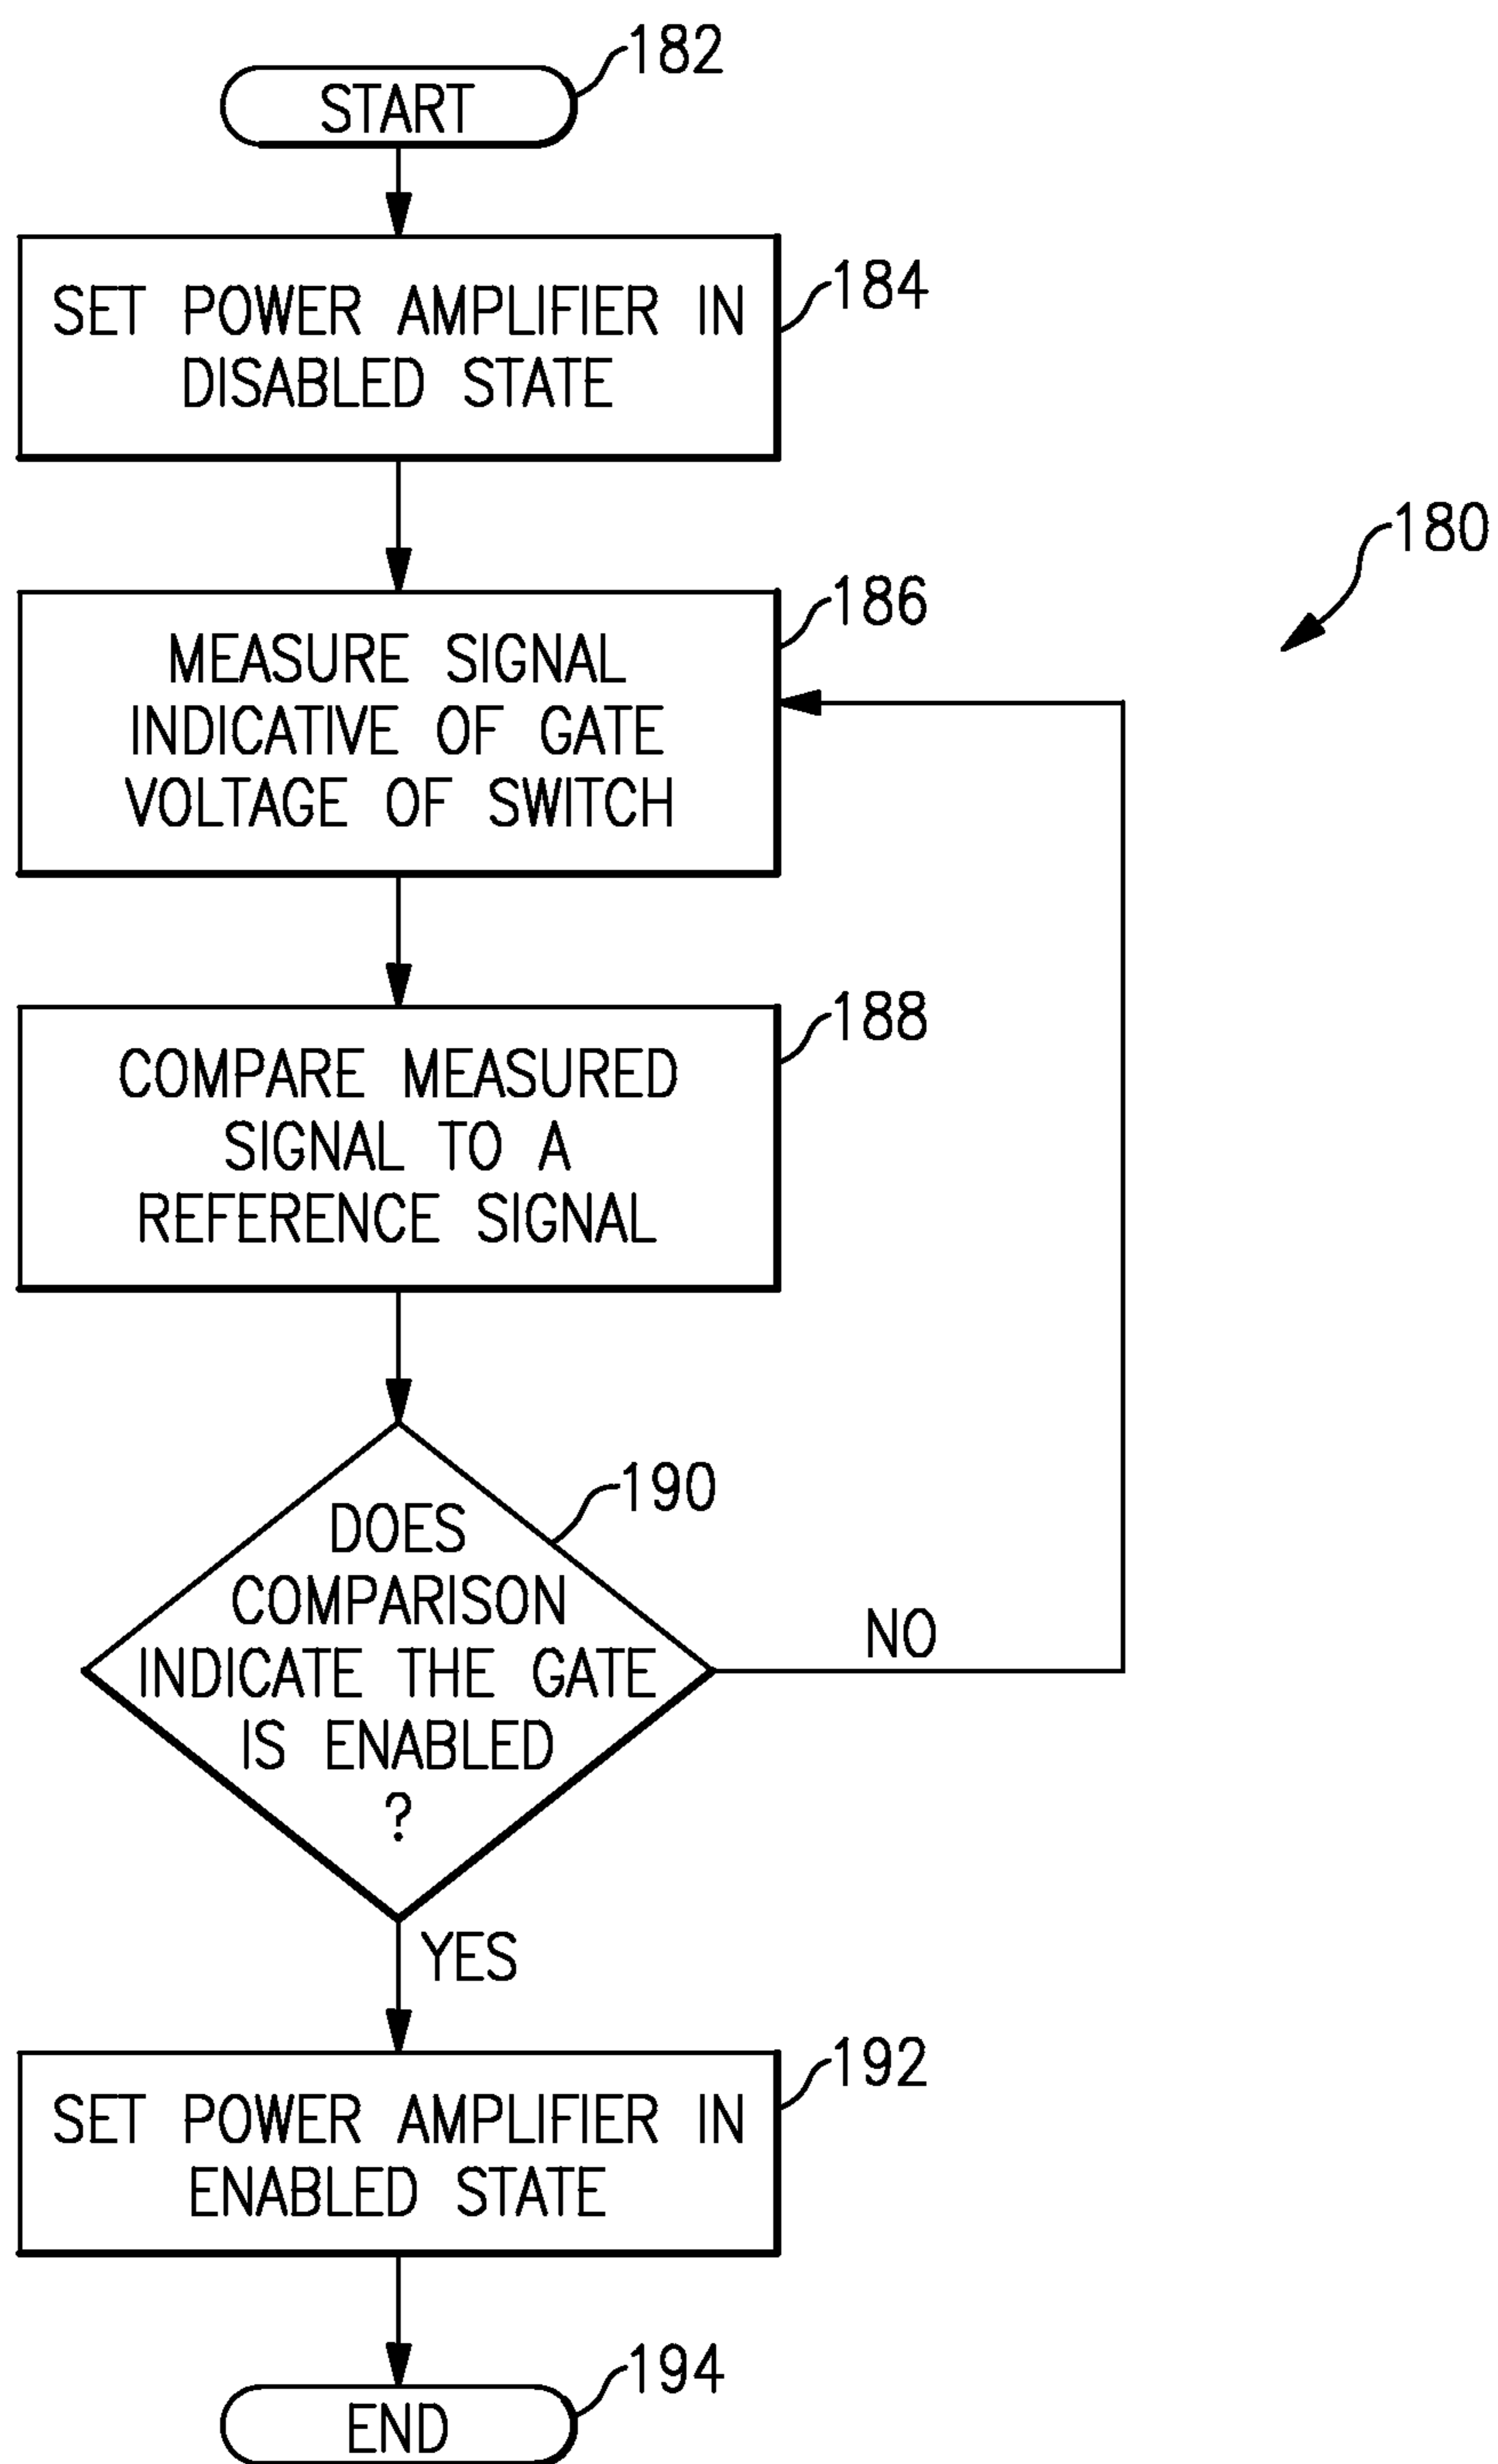 182
START
184
SET POWER AMPLIFIER IN
DISABLED STATE
180
186
MEASURE SIGNAL
INDICATIVE OF GATE
VOLTAGE OF SWITCH
188
COMPARE MEASURED
SIGNAL TO A
REFERENCE SIGNAL
190
DOES
COMPARISON
INDICATE THE GATE
IS ENABLED
?
NO
YES
192
SET POWER AMPLIFIER IN
ENABLED STATE
194
END